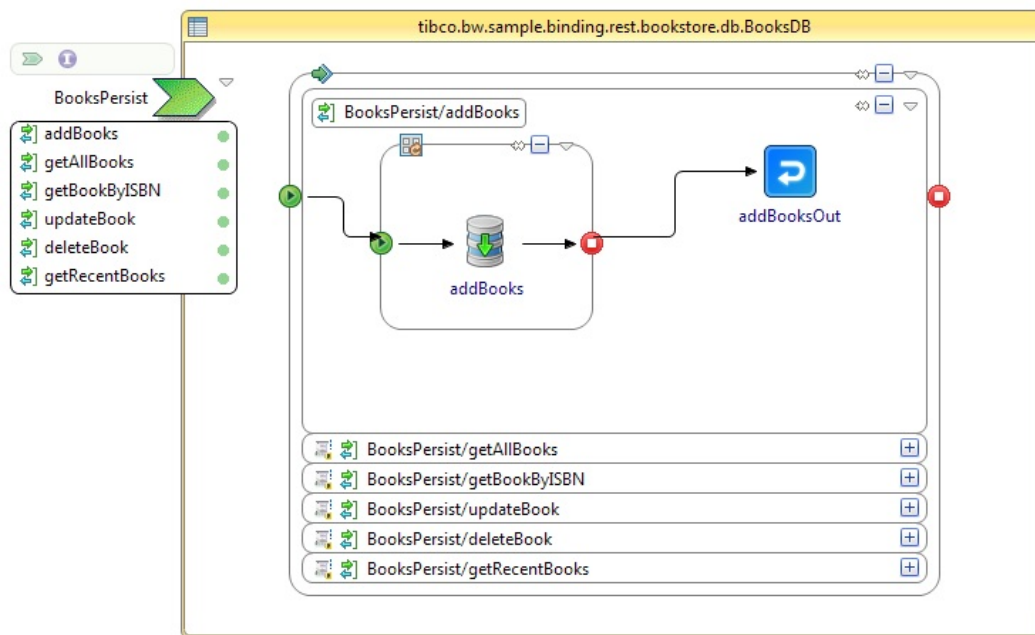 tibco.bw.sample.binding.rest.bookstore.db.BooksDB
BooksPersist
addBooks
getAllBooks
getBookByISBN
updateBook
deleteBook
getRecentBooks
BooksPersist/addBooks
addBooks
addBooksOut
BooksPersist/getAllBooks
BooksPersist/getBookByISBN
BooksPersist/updateBook
BooksPersist/deleteBook
BooksPersist/getRecentBooks